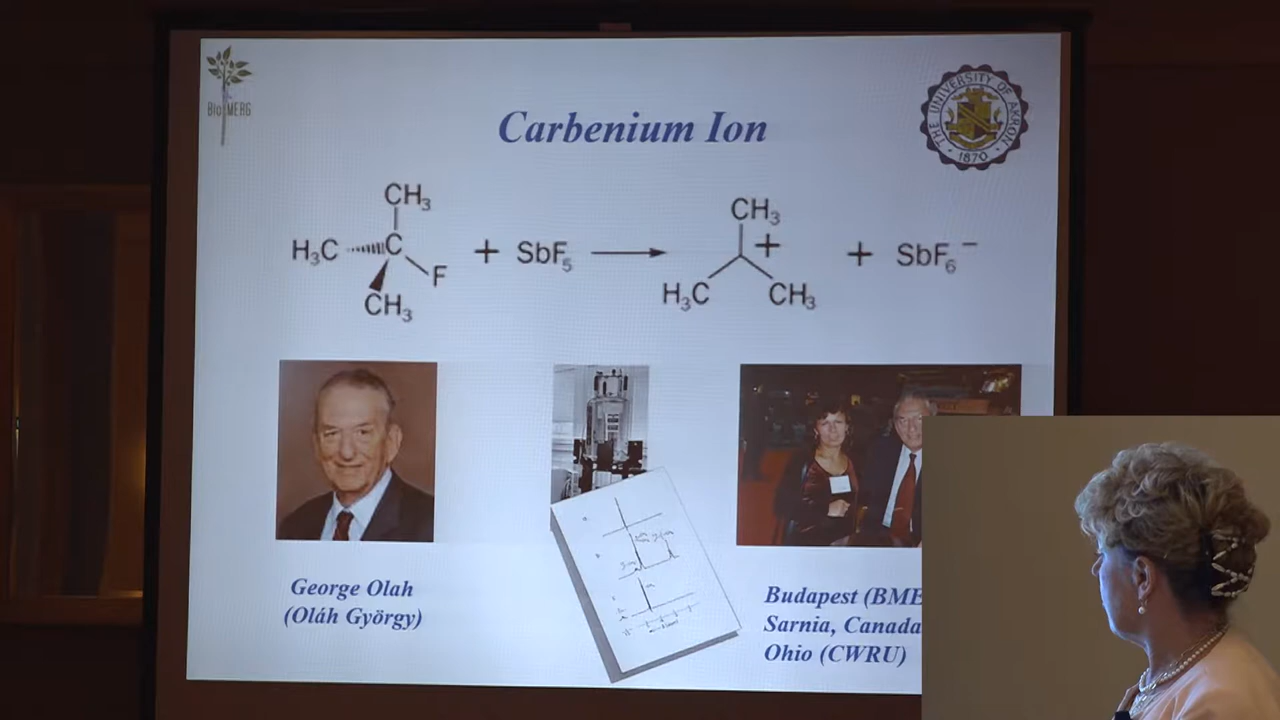 BioMERG
THE UNIVERSITY OF AKRON
1870
Carbenium Ion
CH₃
H₃C C F
CH₃
+ SbF₅
CH₃
+
H₃C CH₃
+ SbF₆⁻
George Olah
(Oláh György)
Budapest (BME
Sarnia, Canada
Ohio (CWRU)